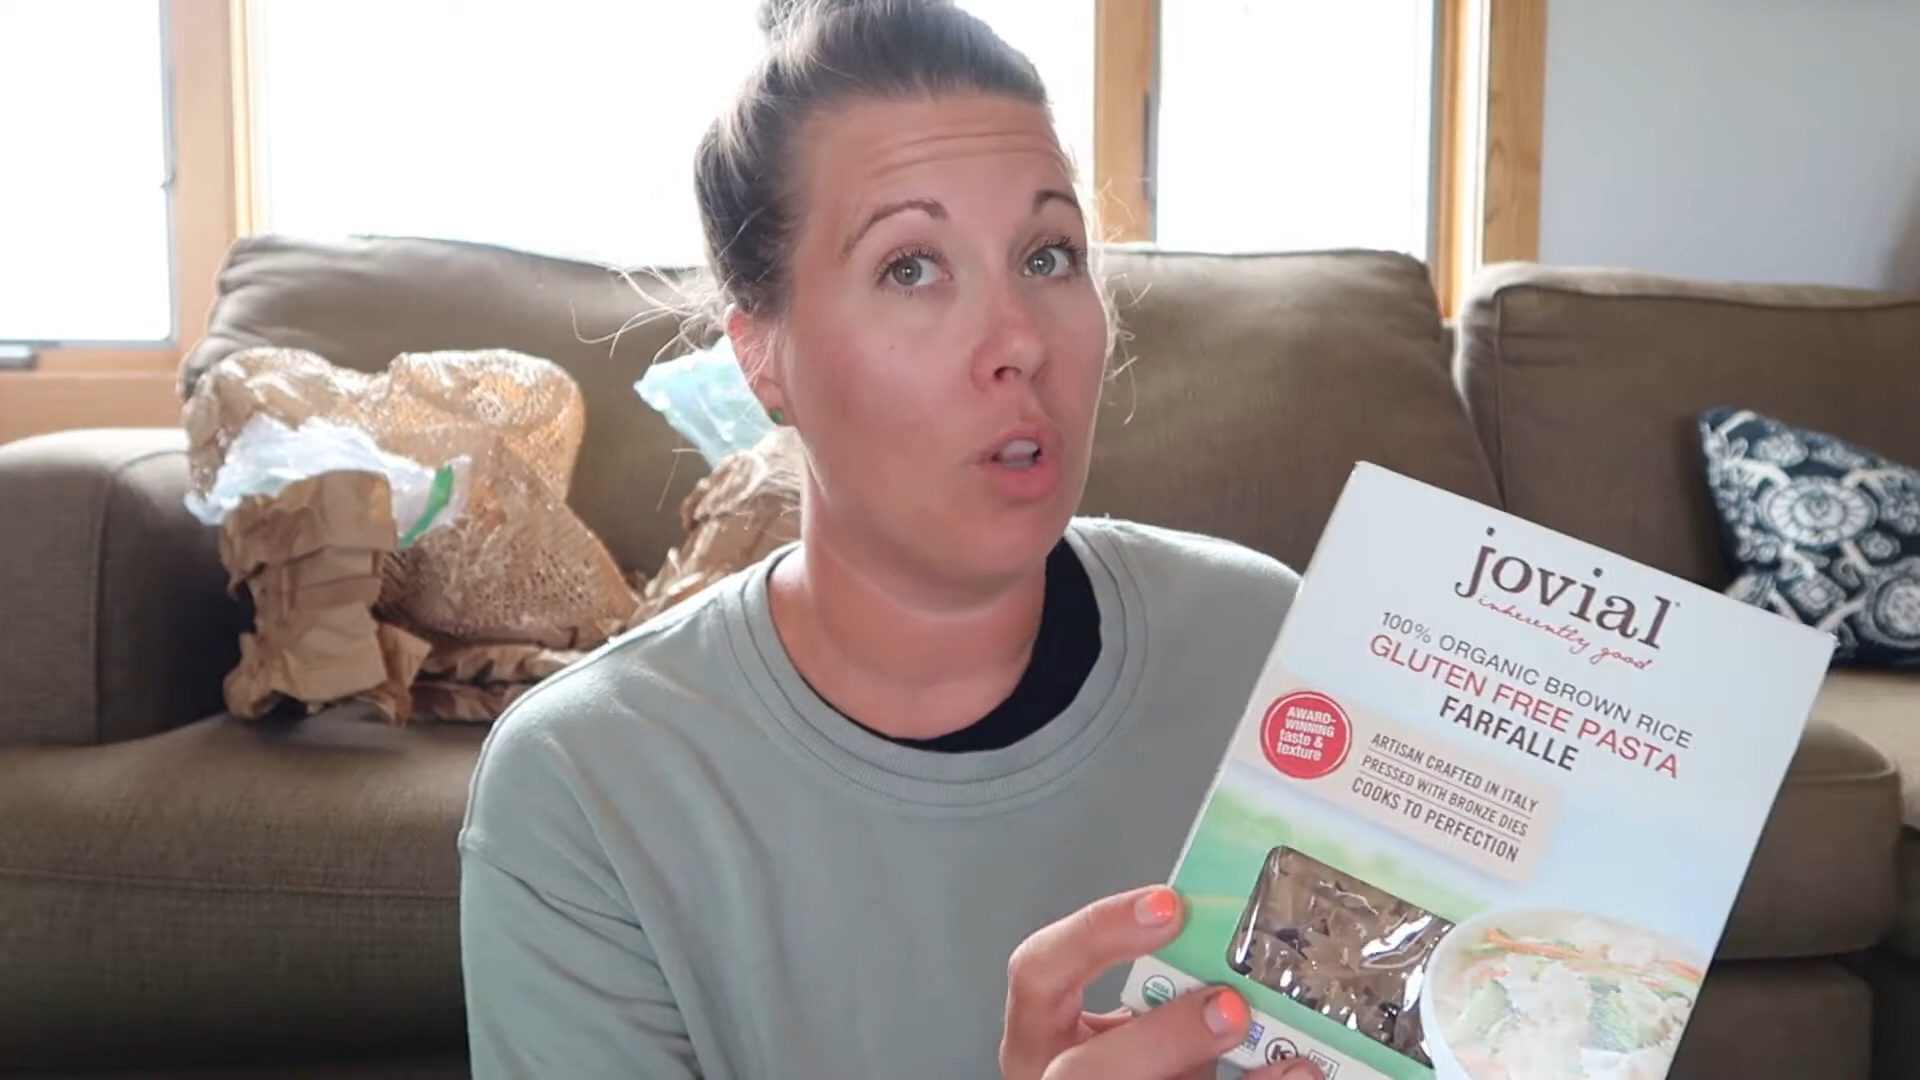 jovial
inherently good
100% ORGANIC BROWN RICE
GLUTEN FREE PASTA
FARFALLE
AWARD-
WINNING
taste &
texture
ARTISAN CRAFTED IN ITALY
PRESSED WITH BRONZE DIES
COOKS TO PERFECTION
USDA
K